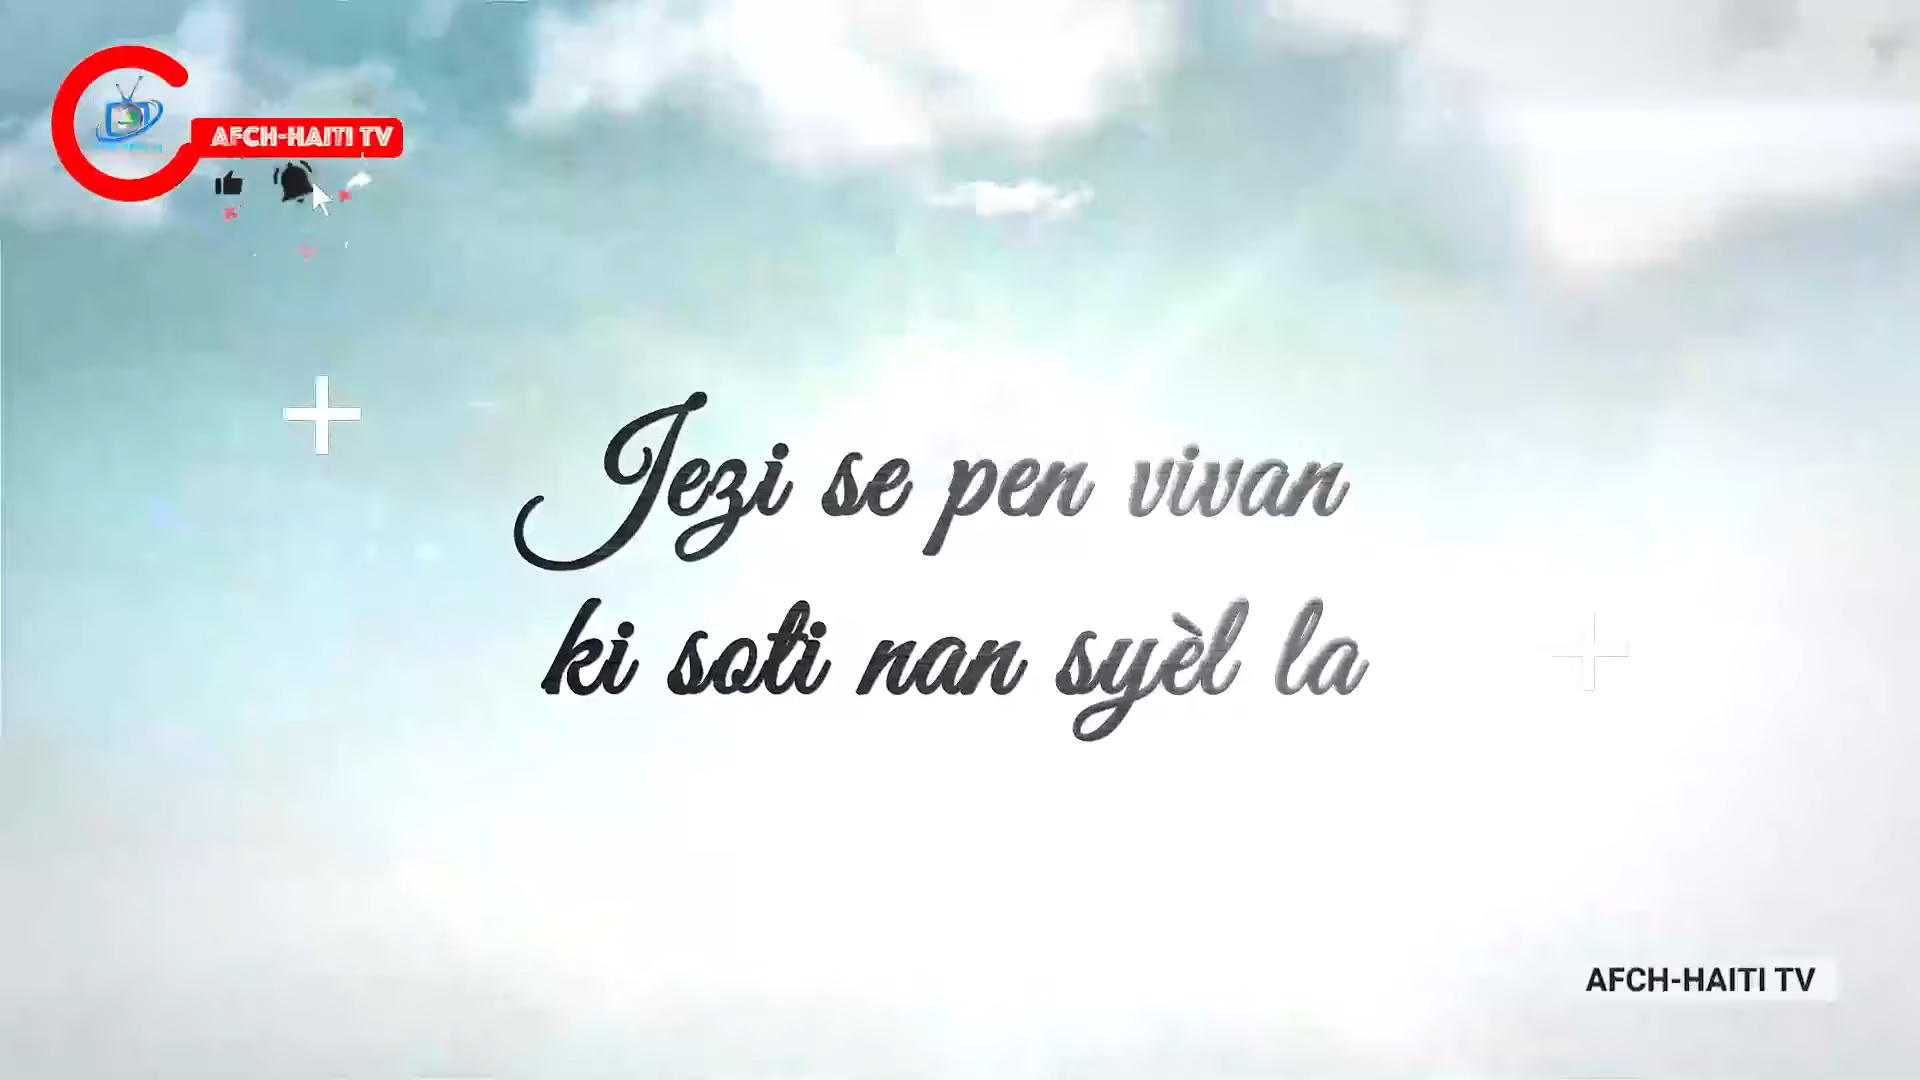 AFCH-HAITI TV
Jezi se pen vivan
ki soti nan syèl la
AFCH-HAITI TV